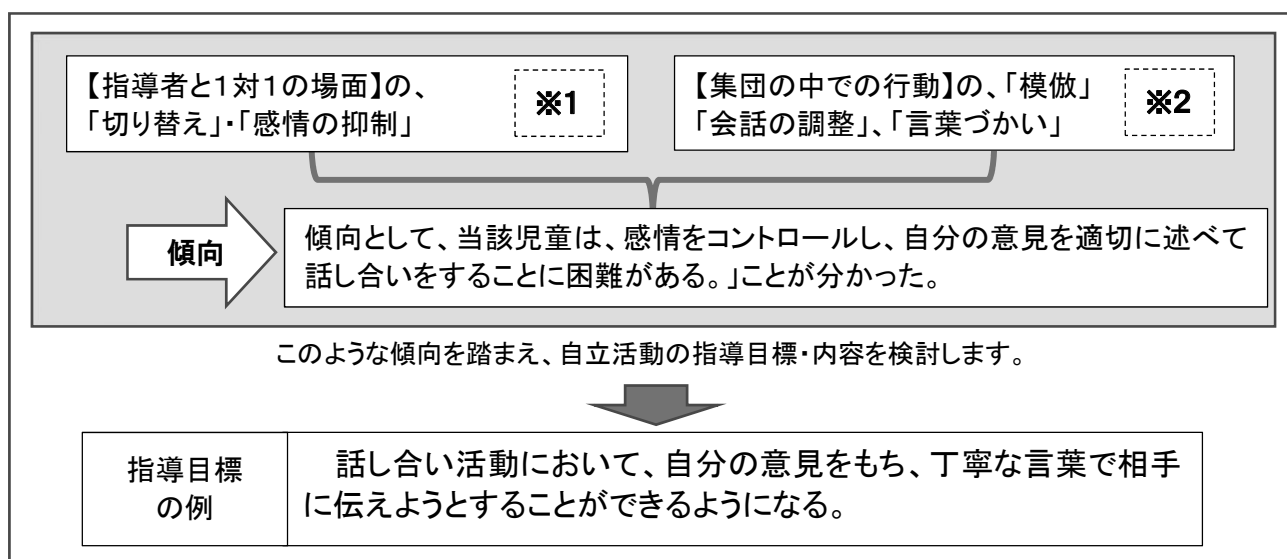 【指導者と1対1の場面】の、
「切り替え」・「感情の抑制」
※1
【集団の中での行動】の、「模倣」
「会話の調整」、「言葉づかい」
※2
傾向
傾向として、当該児童は、感情をコントロールし、自分の意見を適切に述べて
話し合いをすることに困難がある。」ことが分かった。
このような傾向を踏まえ、自立活動の指導目標・内容を検討します。
指導目標
の例
話し合い活動において、自分の意見をもち、丁寧な言葉で相手
に伝えようとすることができるようになる。